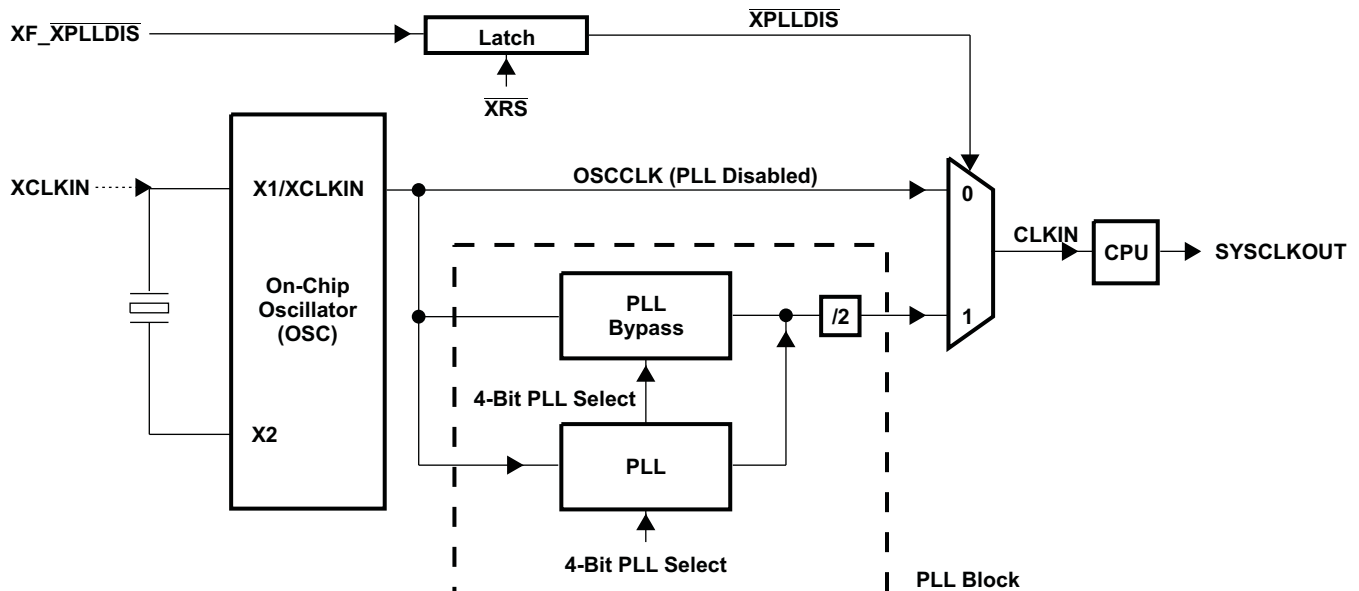 XF_XPLLDIS
Latch
XPLLDIS
XRS
XCLKIN
X1/XCLKIN
On-Chip
Oscillator
(OSC)
X2
OSCCLK (PLL Disabled)
0
1
CLKIN
CPU
SYSCLKOUT
PLL
Bypass
/2
4-Bit PLL Select
PLL
4-Bit PLL Select
PLL Block